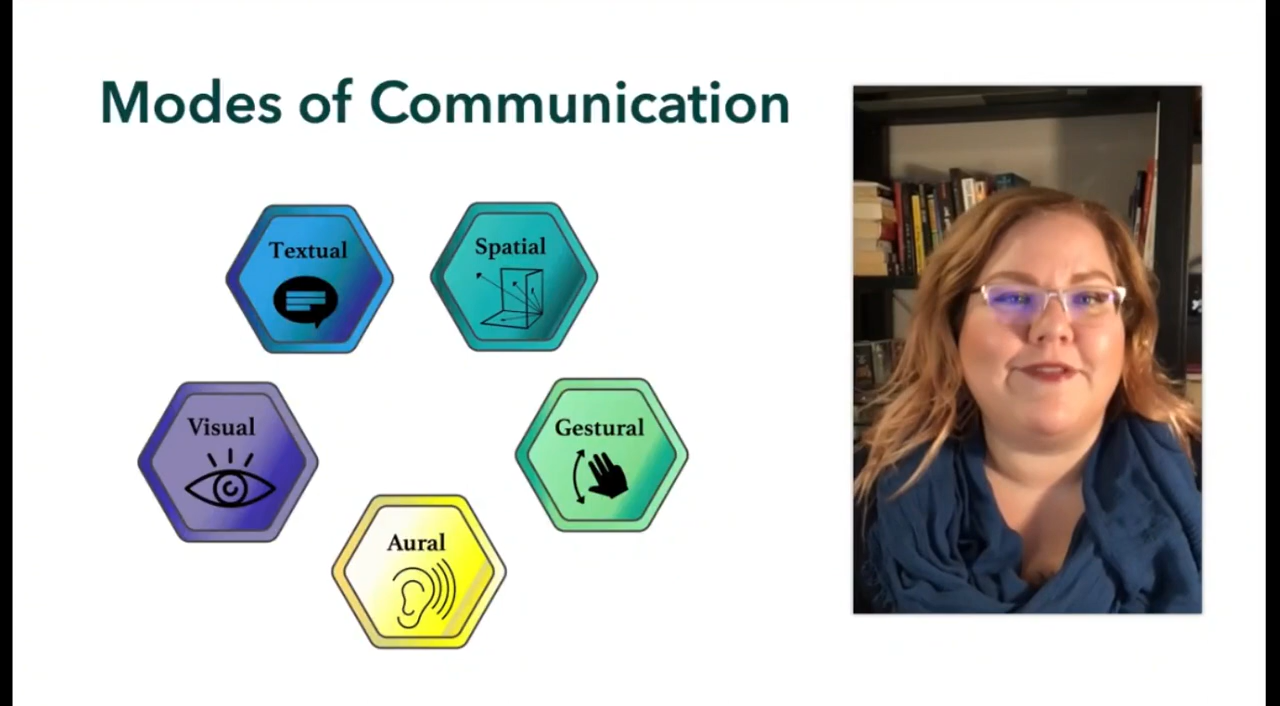 Modes of Communication
Textual
Spatial
Visual
Gestural
Aural